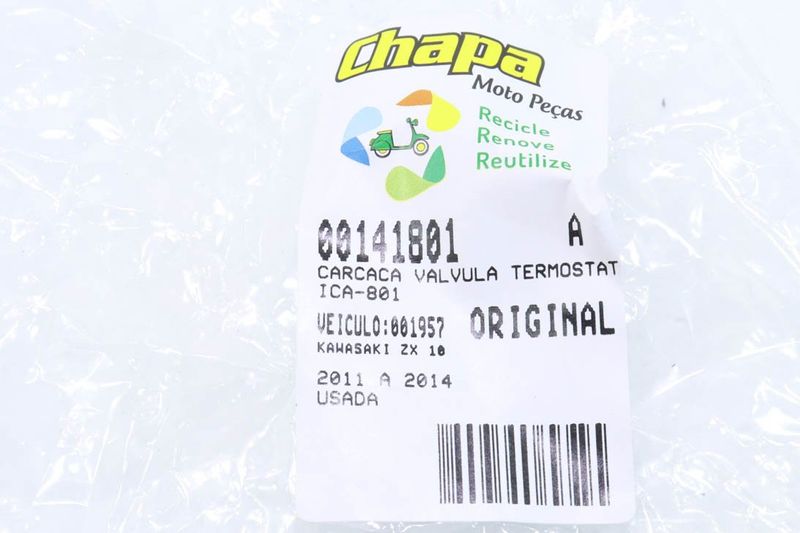 Chapa
Moto Peças
Recicle
Renove
Reutilize
00141801 A
CARCACA VALVULA TERMOSTAT
ICA-801
VEICULO:001957 ORIGINAL
KAWASAKI ZX 10
2011 A 2014
USADA